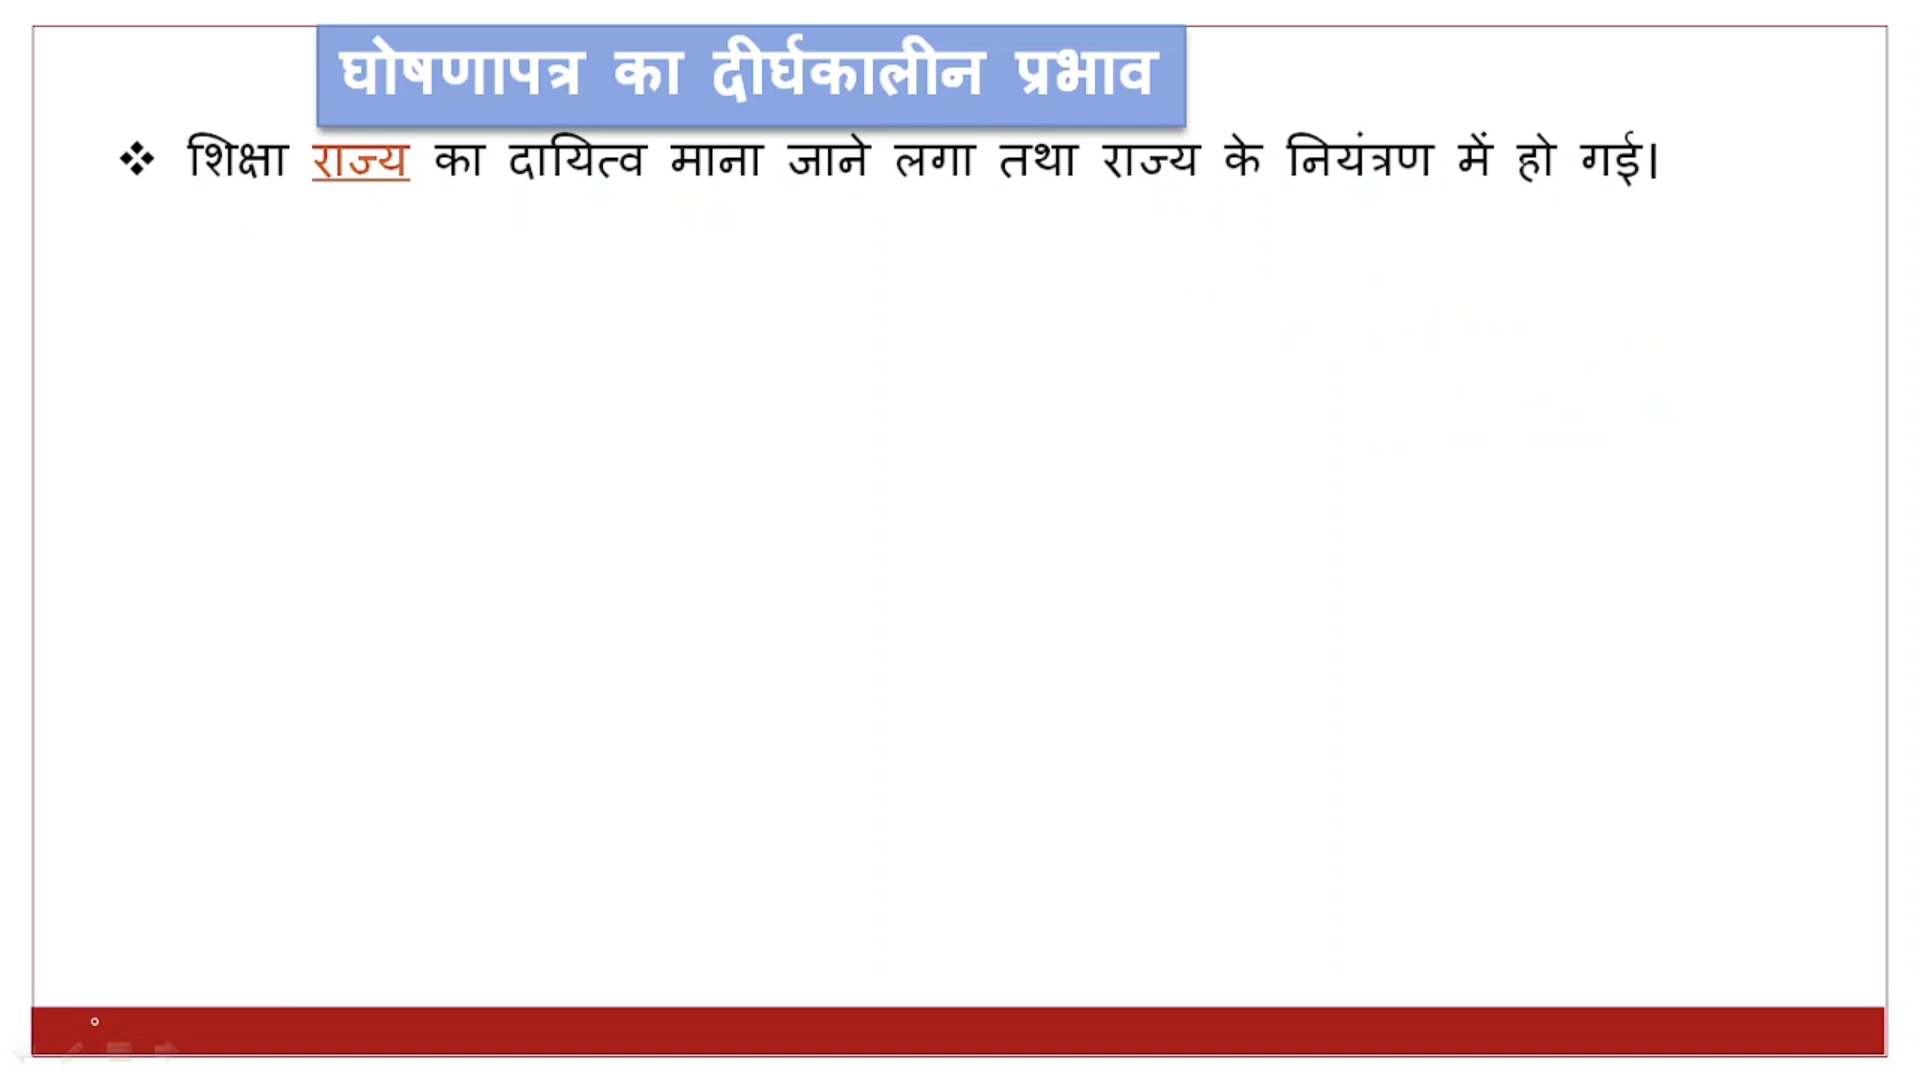 घोषणापत्र का दीर्घकालीन प्रभाव
❖ शिक्षा राज्य का दायित्व माना जाने लगा तथा राज्य के नियंत्रण में हो गई।